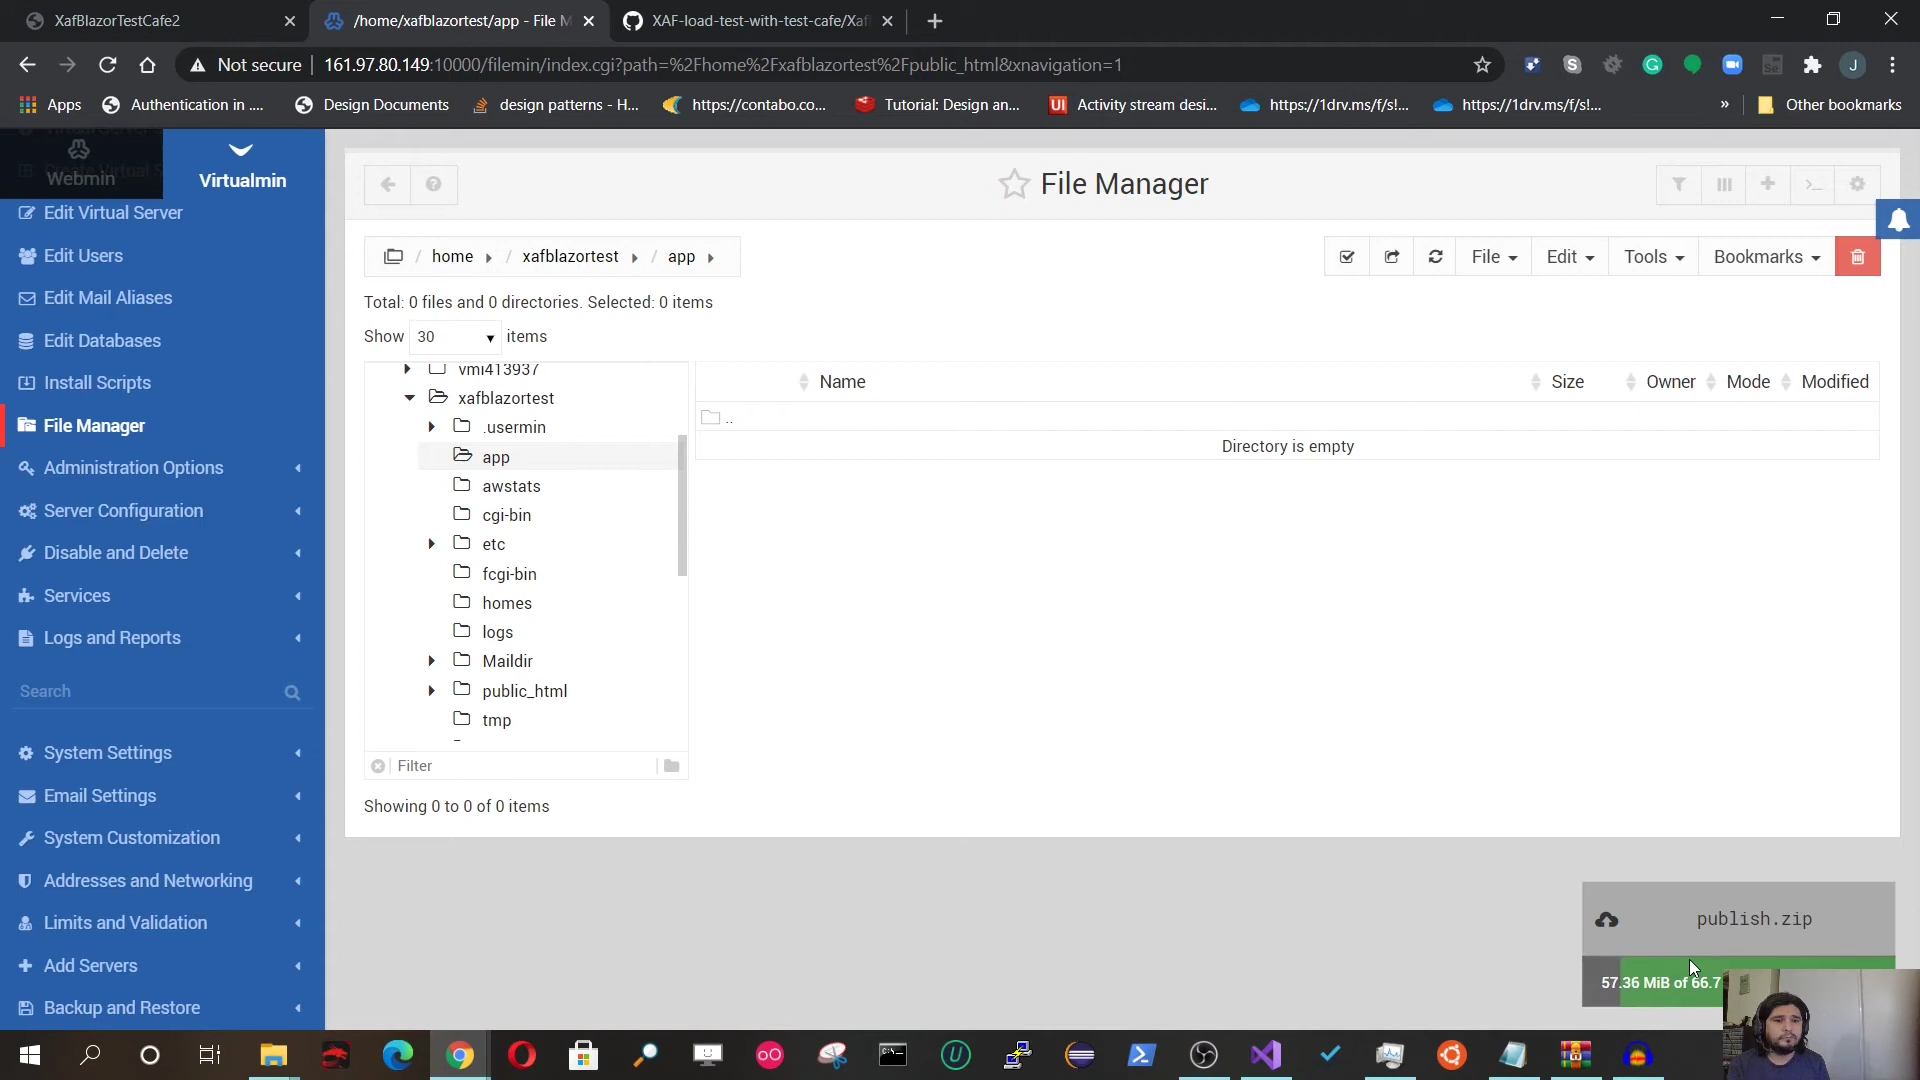 XafBlazorTestCafe2
/home/xafblazortest/app - File M
XAF-load-test-with-test-cafe/Xaf
Not secure
161.97.80.149:10000/filemin/index.cgi?path=%2Fhome%2Fxafblazortest%2Fpublic_html&xnavigation=1
J
Apps
Authentication in ....
Design Documents
design patterns - H...
https://contabo.co...
Tutorial: Design an...
UI
Activity stream desi...
https://1drv.ms/f/s!...
https://1drv.ms/f/s!...
»
Other bookmarks
Webmin
Virtualmin
Edit Virtual Server
Edit Users
Edit Mail Aliases
Edit Databases
Install Scripts
File Manager
Administration Options
Server Configuration
Disable and Delete
Services
Logs and Reports
Search
System Settings
Email Settings
System Customization
Addresses and Networking
Limits and Validation
Add Servers
Backup and Restore
File Manager
/ home / xafblazortest / app
File
Edit
Tools
Bookmarks
Total: 0 files and 0 directories. Selected: 0 items
Show 30 items
vmi413937
xafblazortest
.usermin
app
awstats
cgi-bin
etc
fcgi-bin
homes
logs
Maildir
public_html
tmp
Filter
Name
Size
Owner
Mode
Modified
..
Directory is empty
Showing 0 to 0 of 0 items
publish.zip
57.36 MiB of 66.7